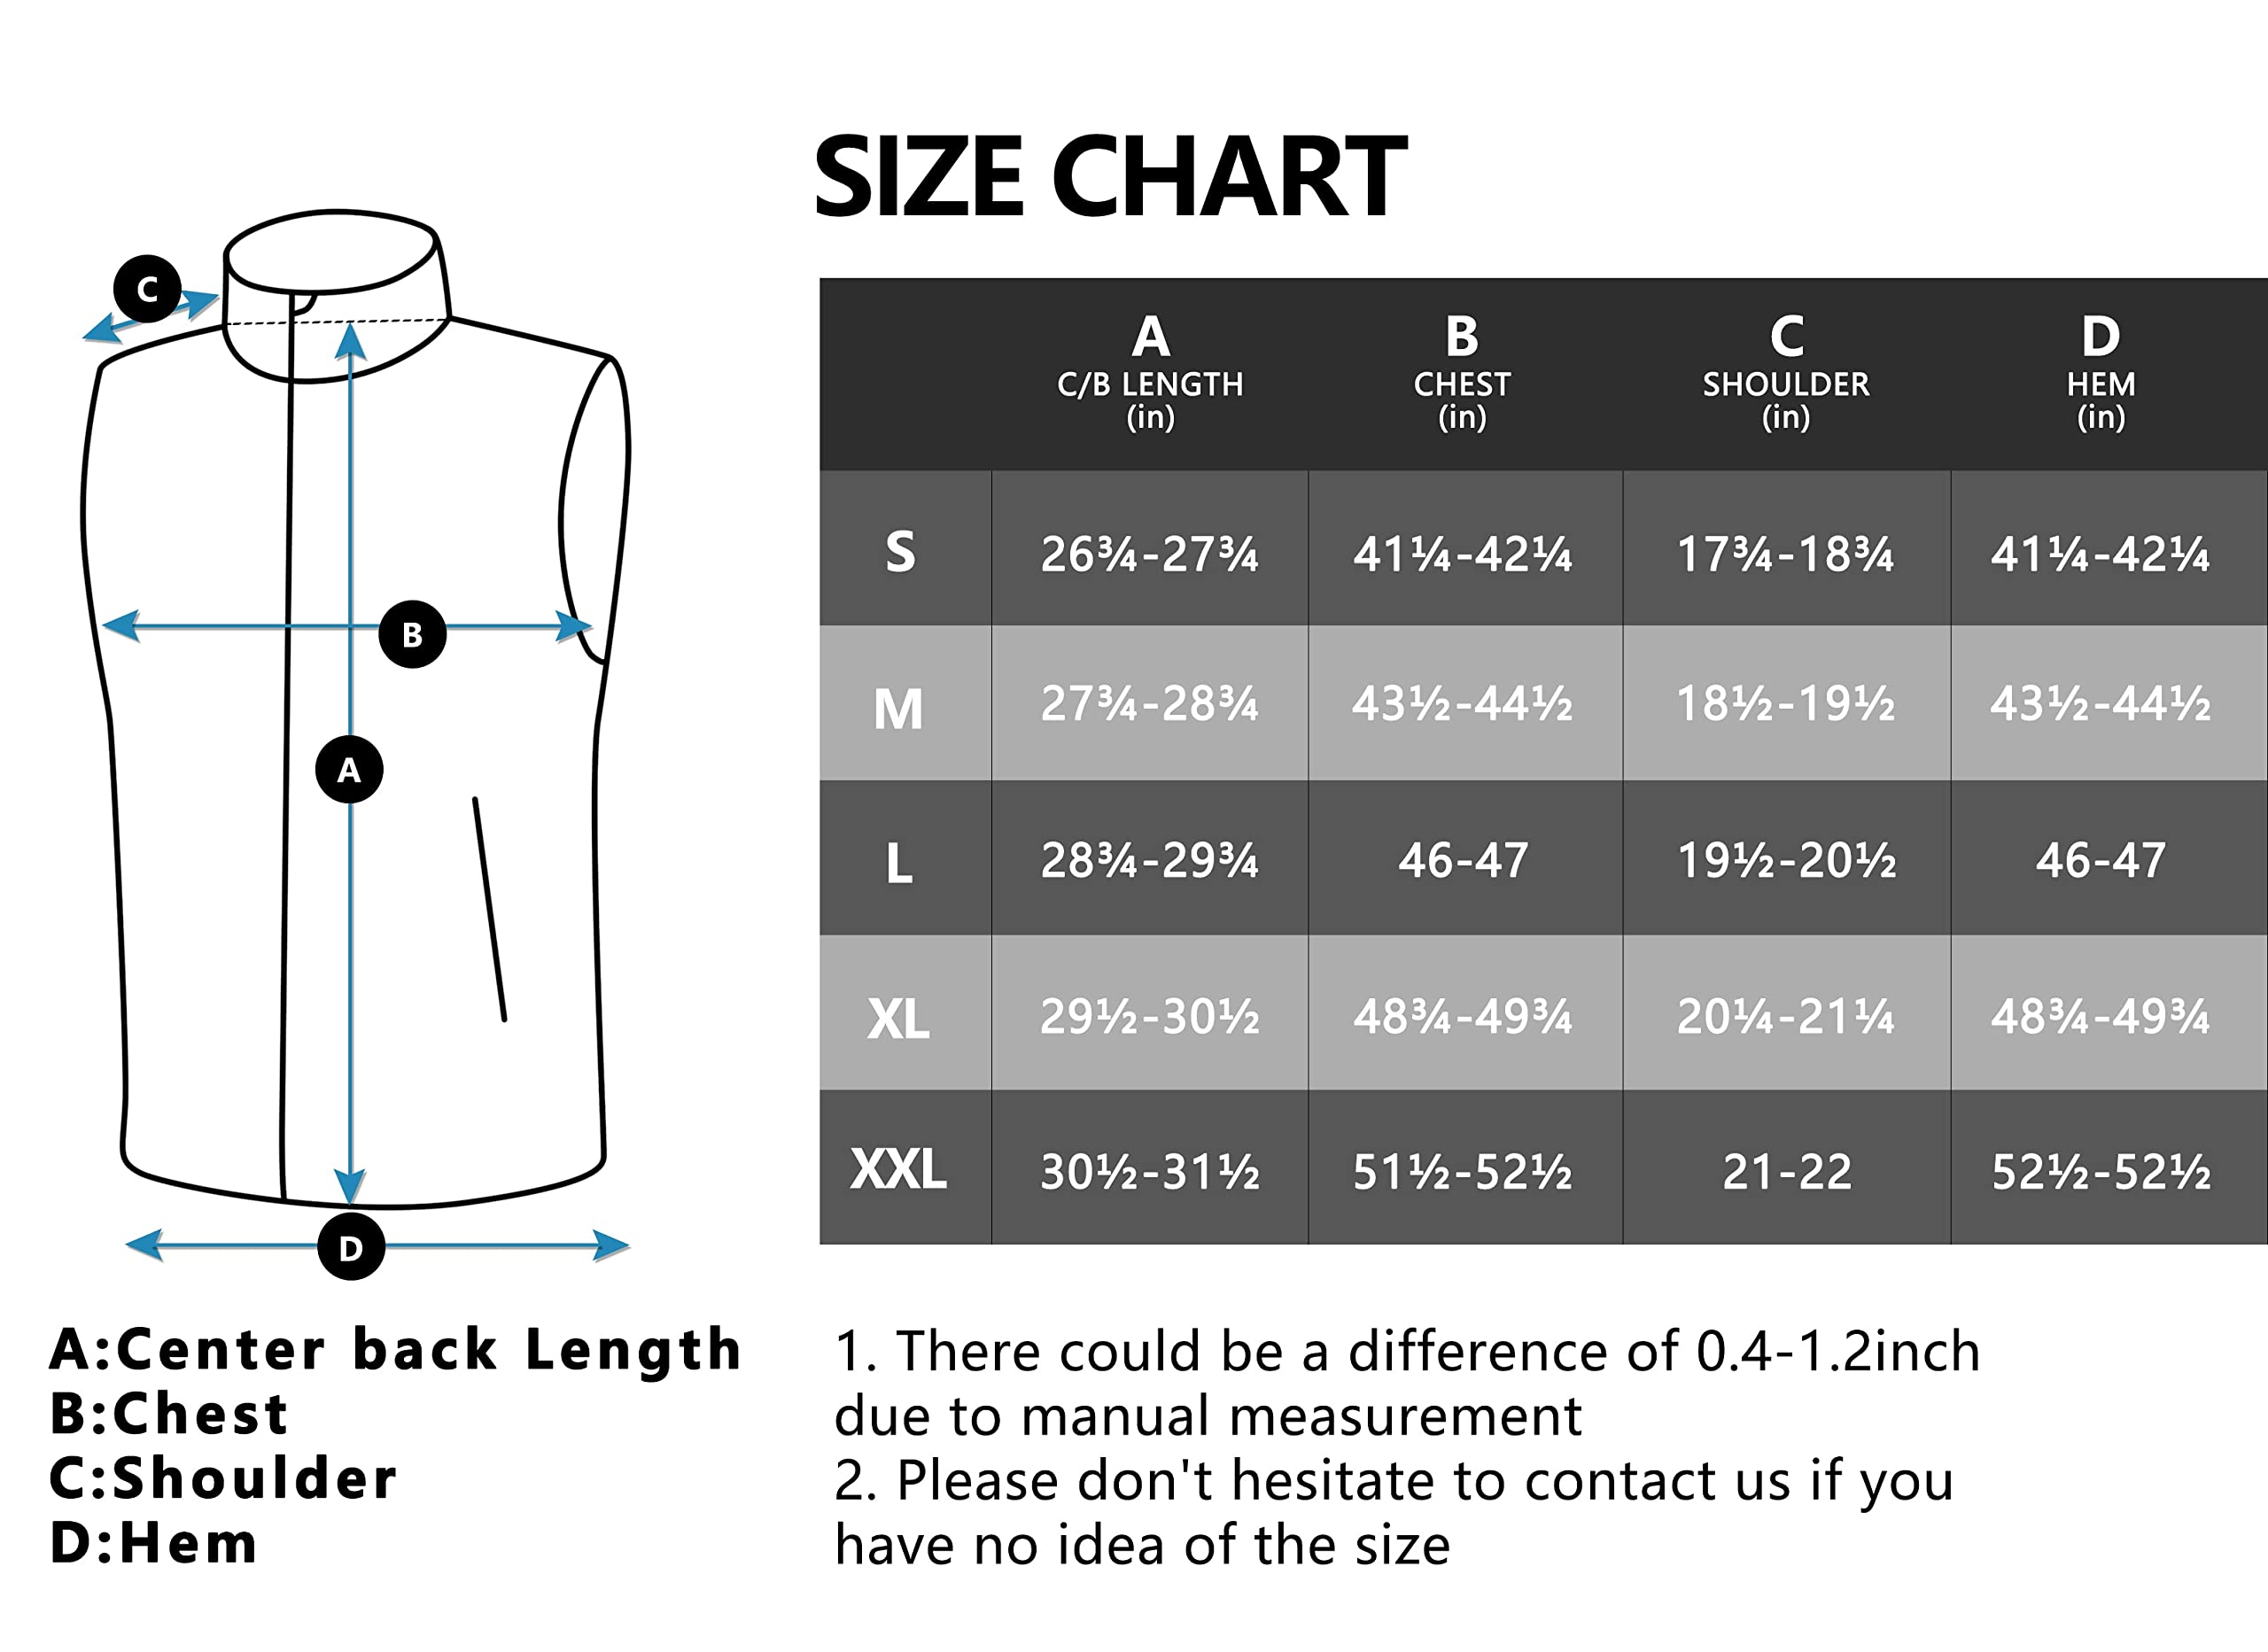 SIZE CHART
C
B
A
D
A B C D
C/B LENGTH CHEST SHOULDER HEM
(in) (in) (in) (in)
S 26¾-27¾ 41¼-42¼ 17¾-18¾ 41¼-42¼
M 27¾-28¾ 43½-44½ 18½-19½ 43½-44½
L 28¾-29¾ 46-47 19½-20½ 46-47
XL 29½-30½ 48¾-49¾ 20¼-21¼ 48¾-49¾
XXL 30½-31½ 51½-52½ 21-22 52½-52½
A:Center back Length
B:Chest
C:Shoulder
D:Hem
1. There could be a difference of 0.4-1.2inch
due to manual measurement
2. Please don't hesitate to contact us if you
have no idea of the size